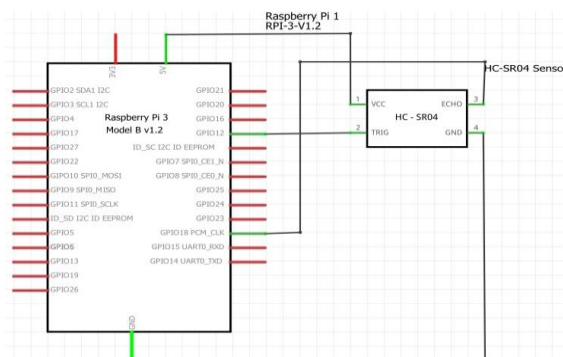 Raspberry Pi 1
RPI-3-V1.2
3V3
5V
HC-SR04 Senso
GPIO2 SDA1 I2C
GPIO21
GPIO3 SCL1 I2C
GPIO20
GPIO4
GPIO16
GPIO17
GPIO12
GPIO27
ID_SC I2C ID EEPROM
GPIO22
GPIO7 SPI0_CE1_N
GIPO10 SPI0_MOSI
GPIO8 SPI0_CE0_N
GPIO9 SPI0_MISO
GPIO25
GPIO11 SPI0_SCLK
GPIO24
ID_SD I2C ID EEPROM
GPIO23
GPIO5
GPIO18 PCM_CLK
GPIO6
GPIO15 UART0_RXD
GPIO13
GPIO14 UART0_TXD
GPIO19
GPIO26
Raspberry Pi 3
Model B v1.2
GND
1
VCC
ECHO
3
HC - SR04
2
TRIG
GND
4